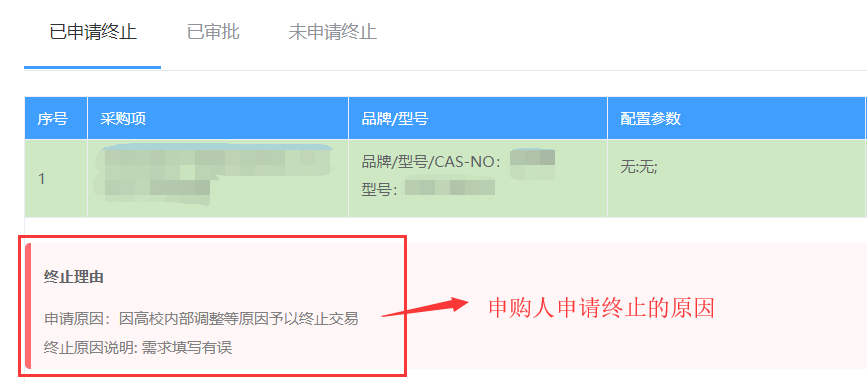 已申请终止 已审批 未申请终止
序号 采购项 品牌/型号 配置参数
1 品牌/型号/CAS-NO: 无:无;
型号:
终止理由
申请原因：因高校内部调整等原因予以终止交易
终止原因说明: 需求填写有误
申购人申请终止的原因